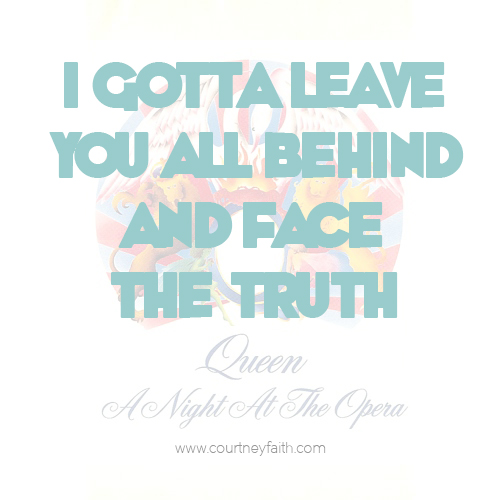 I GOTTA LEAVE
YOU ALL BEHIND
AND FACE
THE TRUTH
Queen
A Night At The Opera
www.courtneyfaith.com